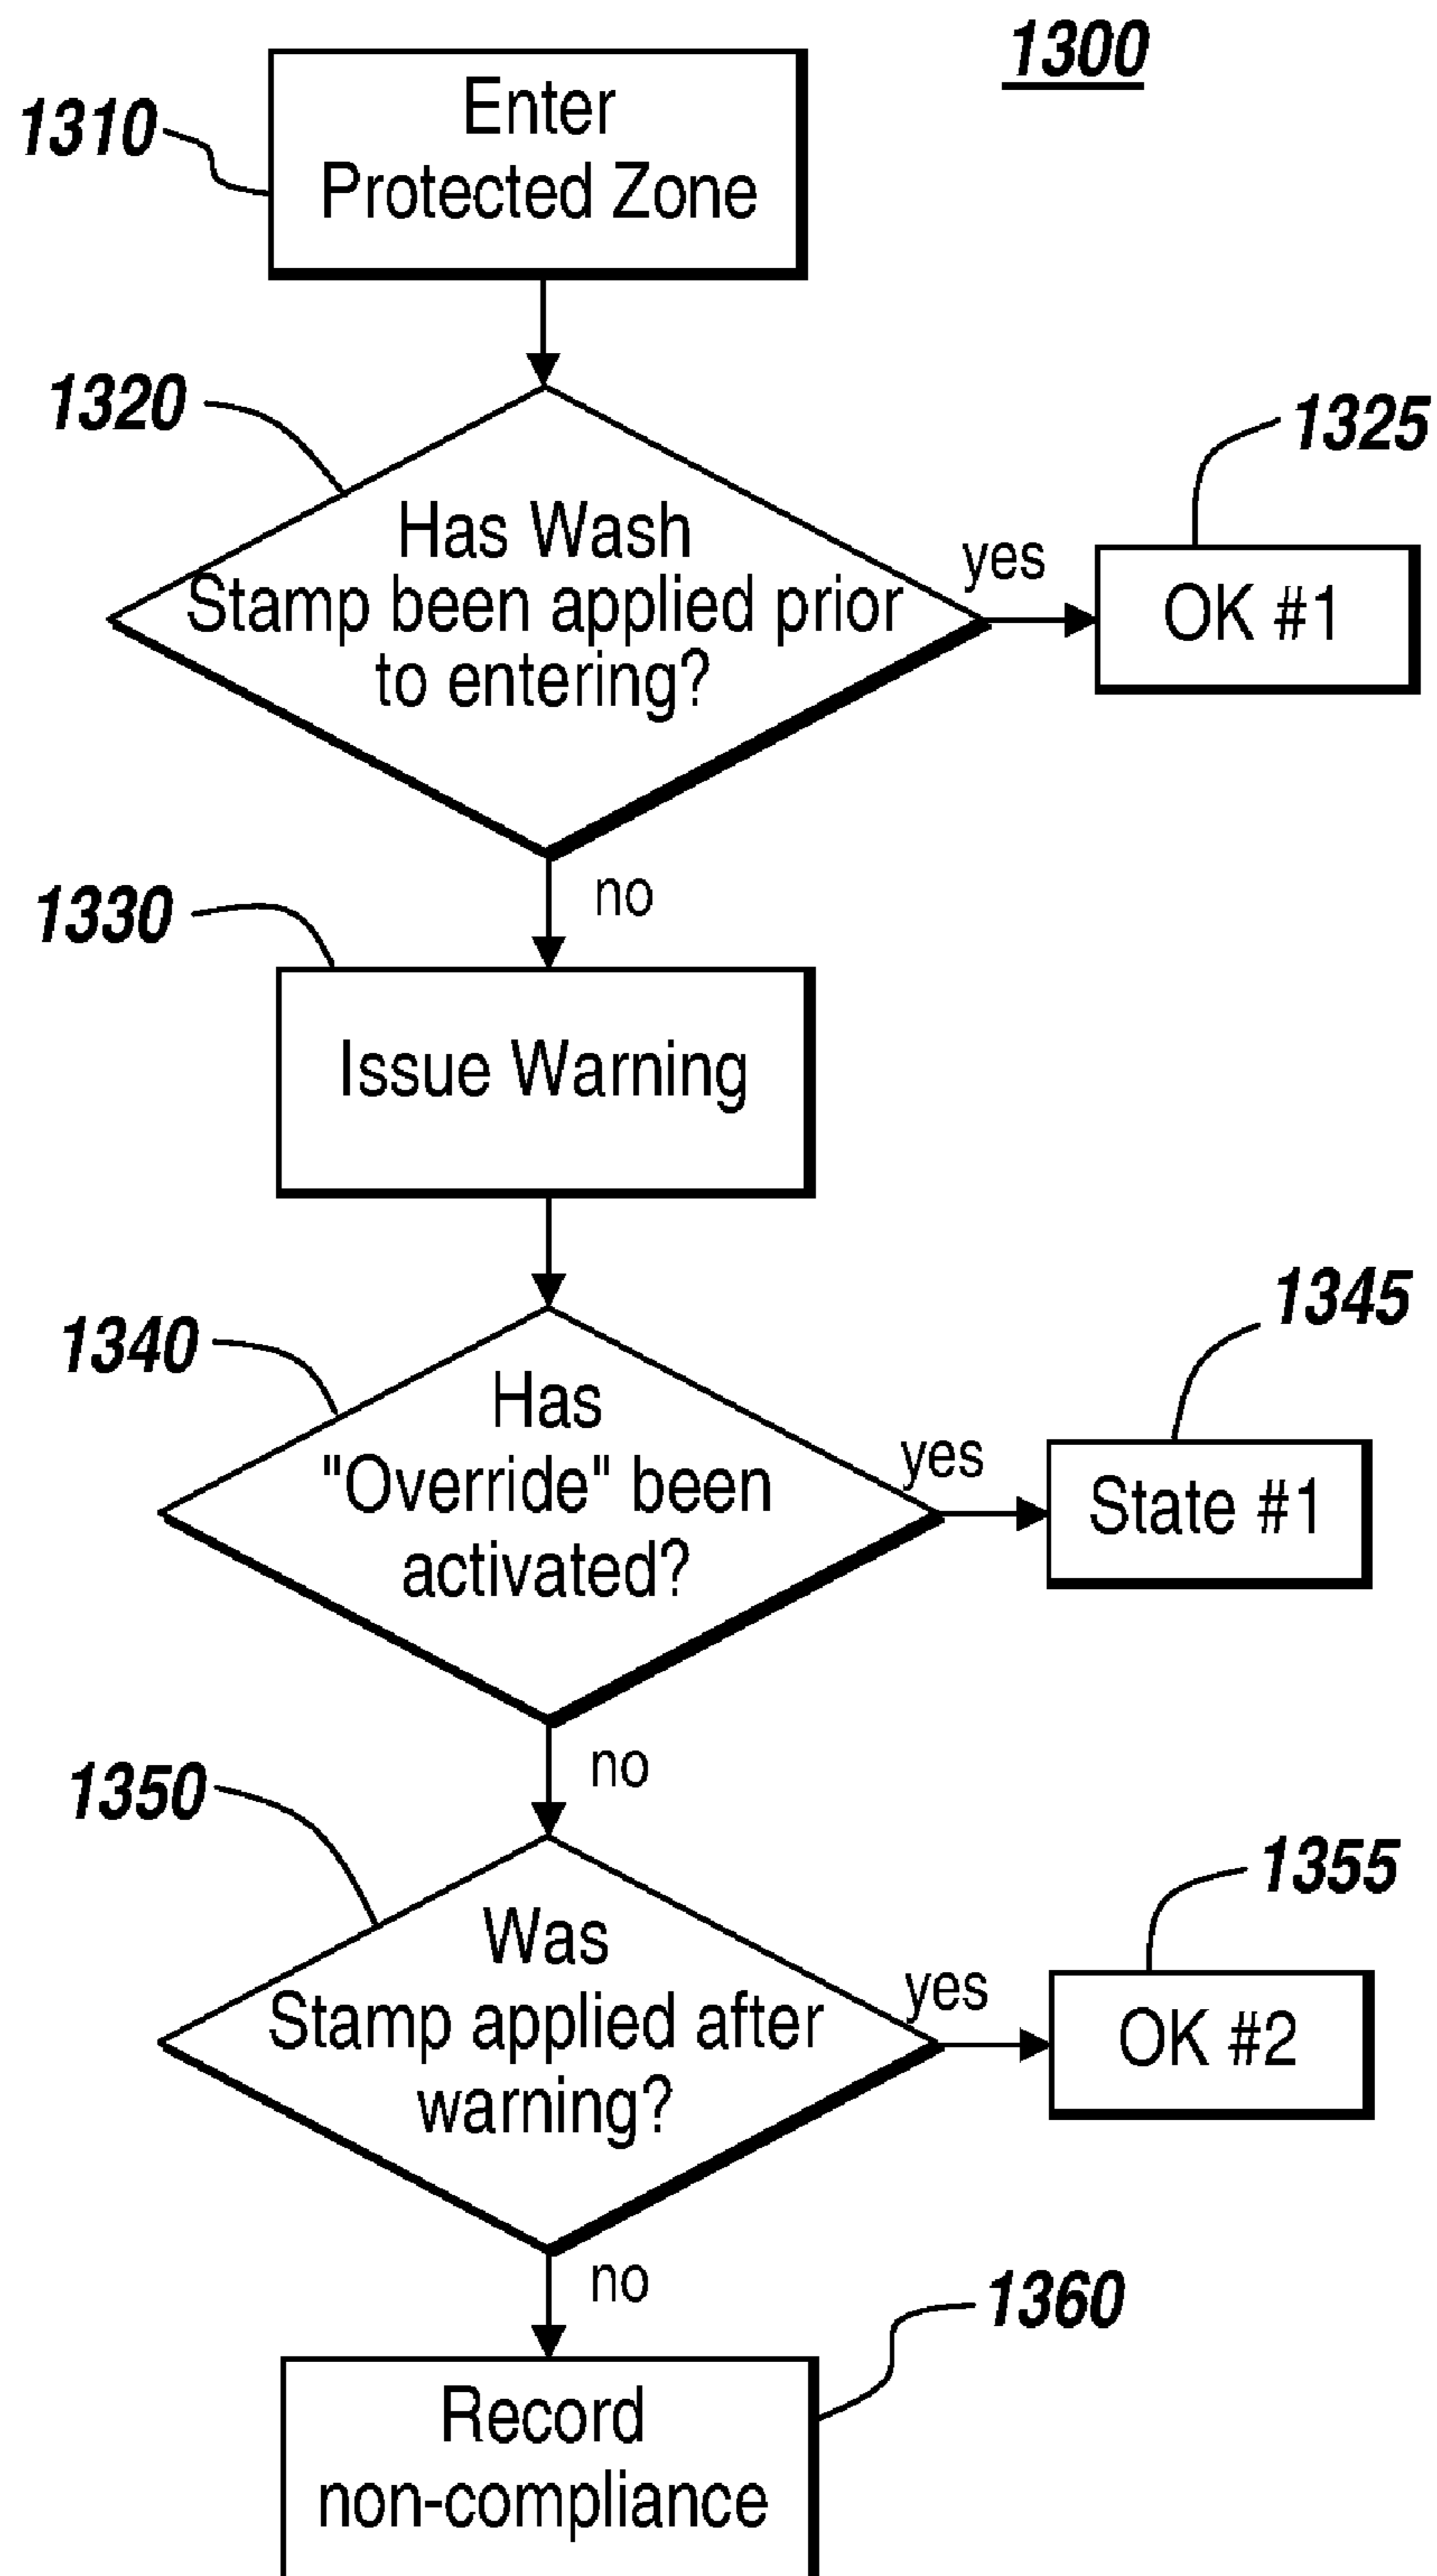 1300
1310
Enter
Protected Zone
1320
Has Wash
Stamp been applied prior
to entering?
yes
1325
OK #1
no
1330
Issue Warning
1340
Has
"Override" been
activated?
yes
1345
State #1
no
1350
Was
Stamp applied after
warning?
yes
1355
OK #2
no
1360
Record
non-compliance